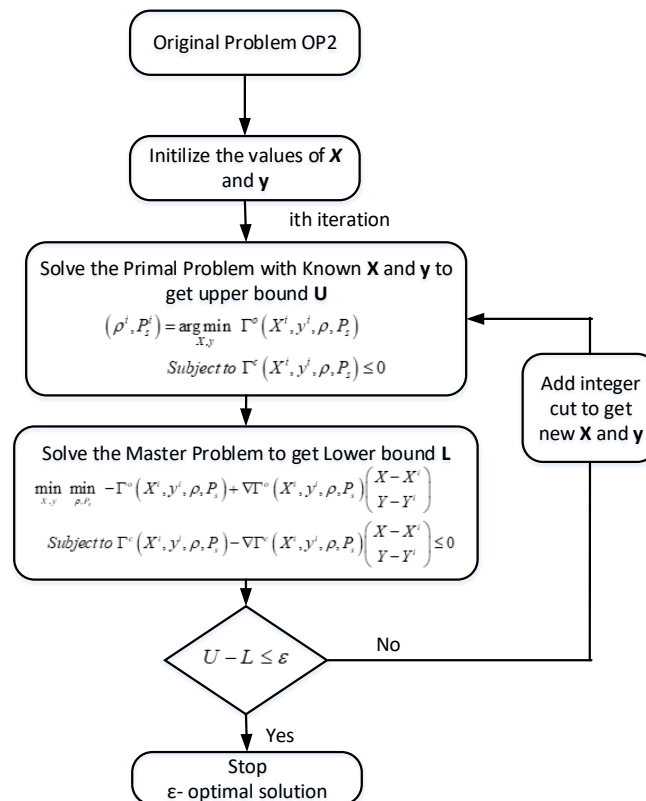 Original Problem OP2
Initilize the values of X
and y
ith iteration
Solve the Primal Problem with Known X and y to
get upper bound U
(ρ^i, P_s^i) = arg min_{X,y} Γ^o (X^i, y^i, ρ, P_s)
Subject to Γ^c (X^i, y^i, ρ, P_s) ≤ 0
Add integer
cut to get
new X and y
Solve the Master Problem to get Lower bound L
min_{X,y} min_{ρ,P_s} −Γ^o (X^i, y^i, ρ, P_s) + ∇Γ^o (X^i, y^i, ρ, P_s) (X − X^i / Y − Y^i)
Subject to Γ^c (X^i, y^i, ρ, P_s) − ∇Γ^c (X^i, y^i, ρ, P_s) (X − X^i / Y − Y^i) ≤ 0
U − L ≤ ε
No
Yes
Stop
ε- optimal solution